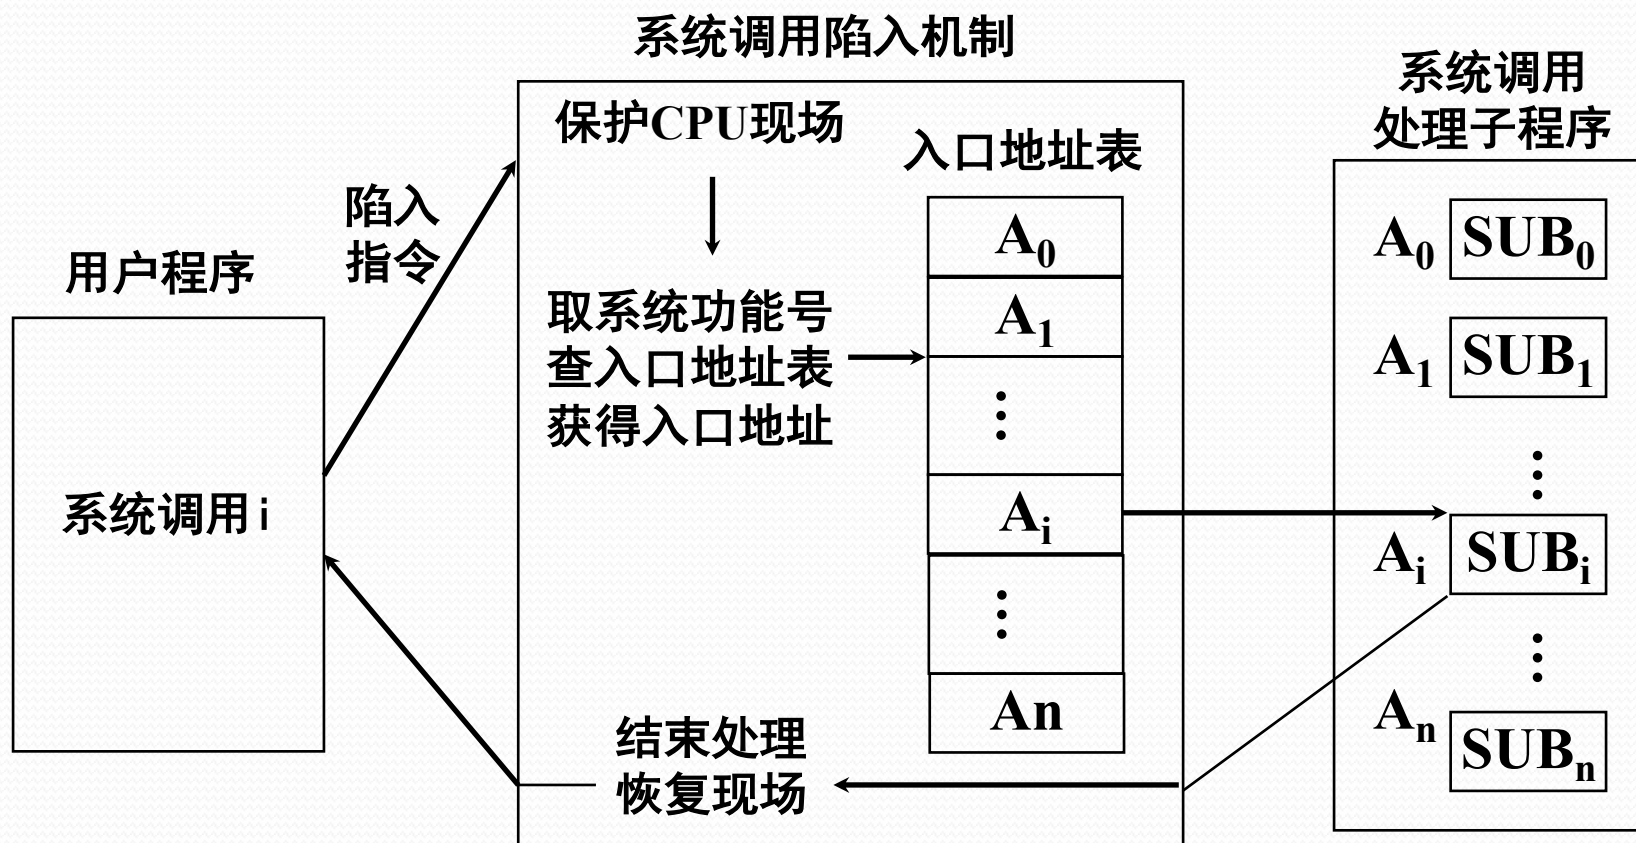 系统调用陷入机制
系统调用
处理子程序
保护CPU现场
入口地址表
陷入
指令
用户程序
系统调用i
取系统功能号
查入口地址表
获得入口地址
A₀
A₁
⋮
Aᵢ
⋮
An
A₀ SUB₀
A₁ SUB₁
⋮
Aᵢ SUBᵢ
⋮
Aₙ SUBₙ
结束处理
恢复现场